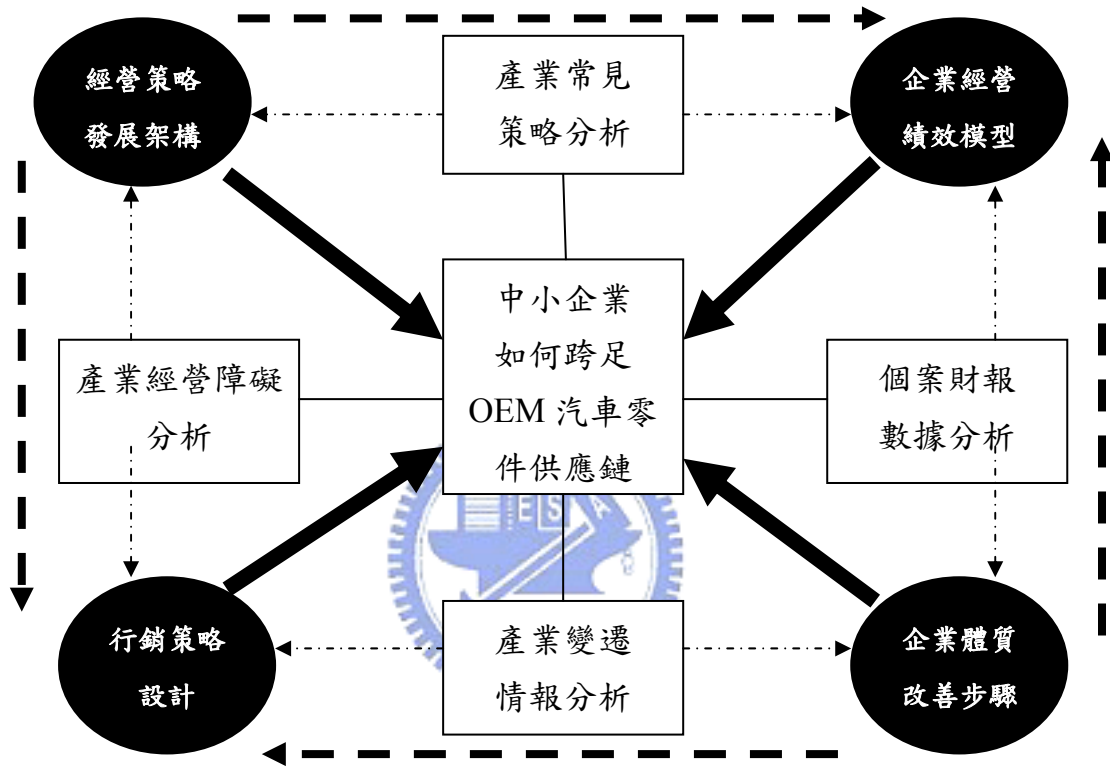 經營策略
發展架構
產業常見
策略分析
企業經營
績效模型
中小企業
如何跨足
OEM 汽車零
件供應鏈
產業經營障礙
分析
個案財報
數據分析
ESA
行銷策略
設計
產業變遷
情報分析
企業體質
改善步驟